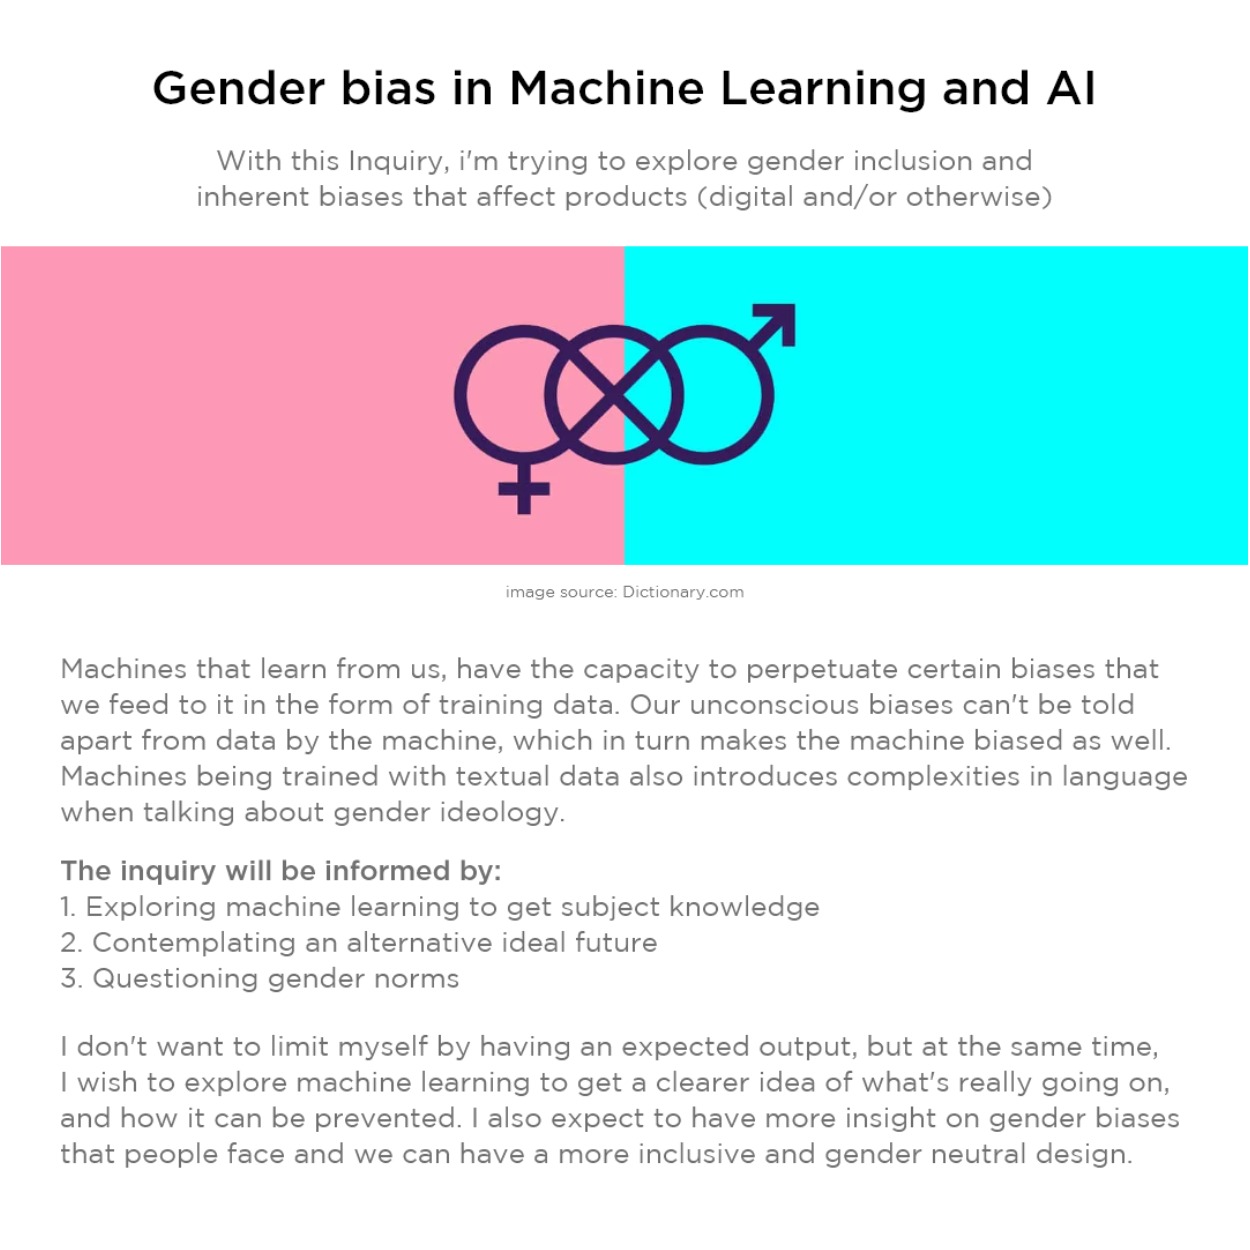 Gender bias in Machine Learning and AI
With this Inquiry, i'm trying to explore gender inclusion and
inherent biases that affect products (digital and/or otherwise)
image source: Dictionary.com
Machines that learn from us, have the capacity to perpetuate certain biases that
we feed to it in the form of training data. Our unconscious biases can't be told
apart from data by the machine, which in turn makes the machine biased as well.
Machines being trained with textual data also introduces complexities in language
when talking about gender ideology.
The inquiry will be informed by:
1. Exploring machine learning to get subject knowledge
2. Contemplating an alternative ideal future
3. Questioning gender norms
I don't want to limit myself by having an expected output, but at the same time,
I wish to explore machine learning to get a clearer idea of what's really going on,
and how it can be prevented. I also expect to have more insight on gender biases
that people face and we can have a more inclusive and gender neutral design.